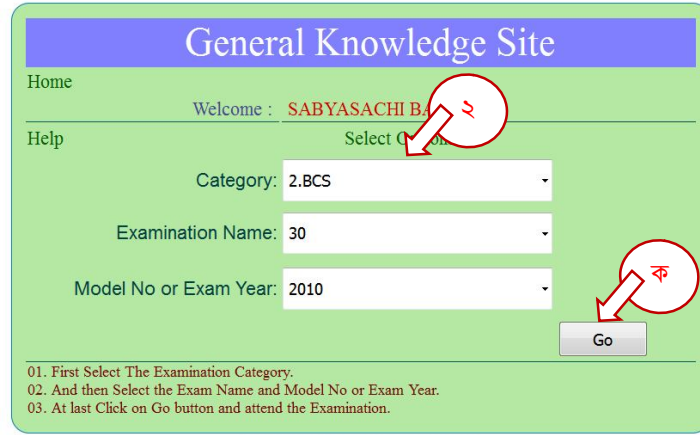 General Knowledge Site
Home
Welcome : SABYASACHI
২
Help Select
Category: 2.BCS
Examination Name: 30
ক
Model No or Exam Year: 2010
Go
01. First Select The Examination Category.
02. And then Select the Exam Name and Model No or Exam Year.
03. At last Click on Go button and attend the Examination.